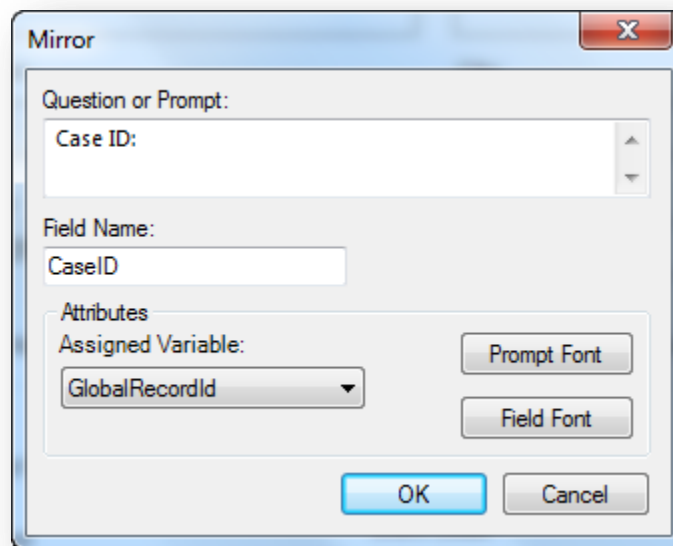 Mirror
Question or Prompt:
Case ID:
Field Name:
CaseID
Attributes
Assigned Variable:
GlobalRecordId
Prompt Font
Field Font
OK
Cancel